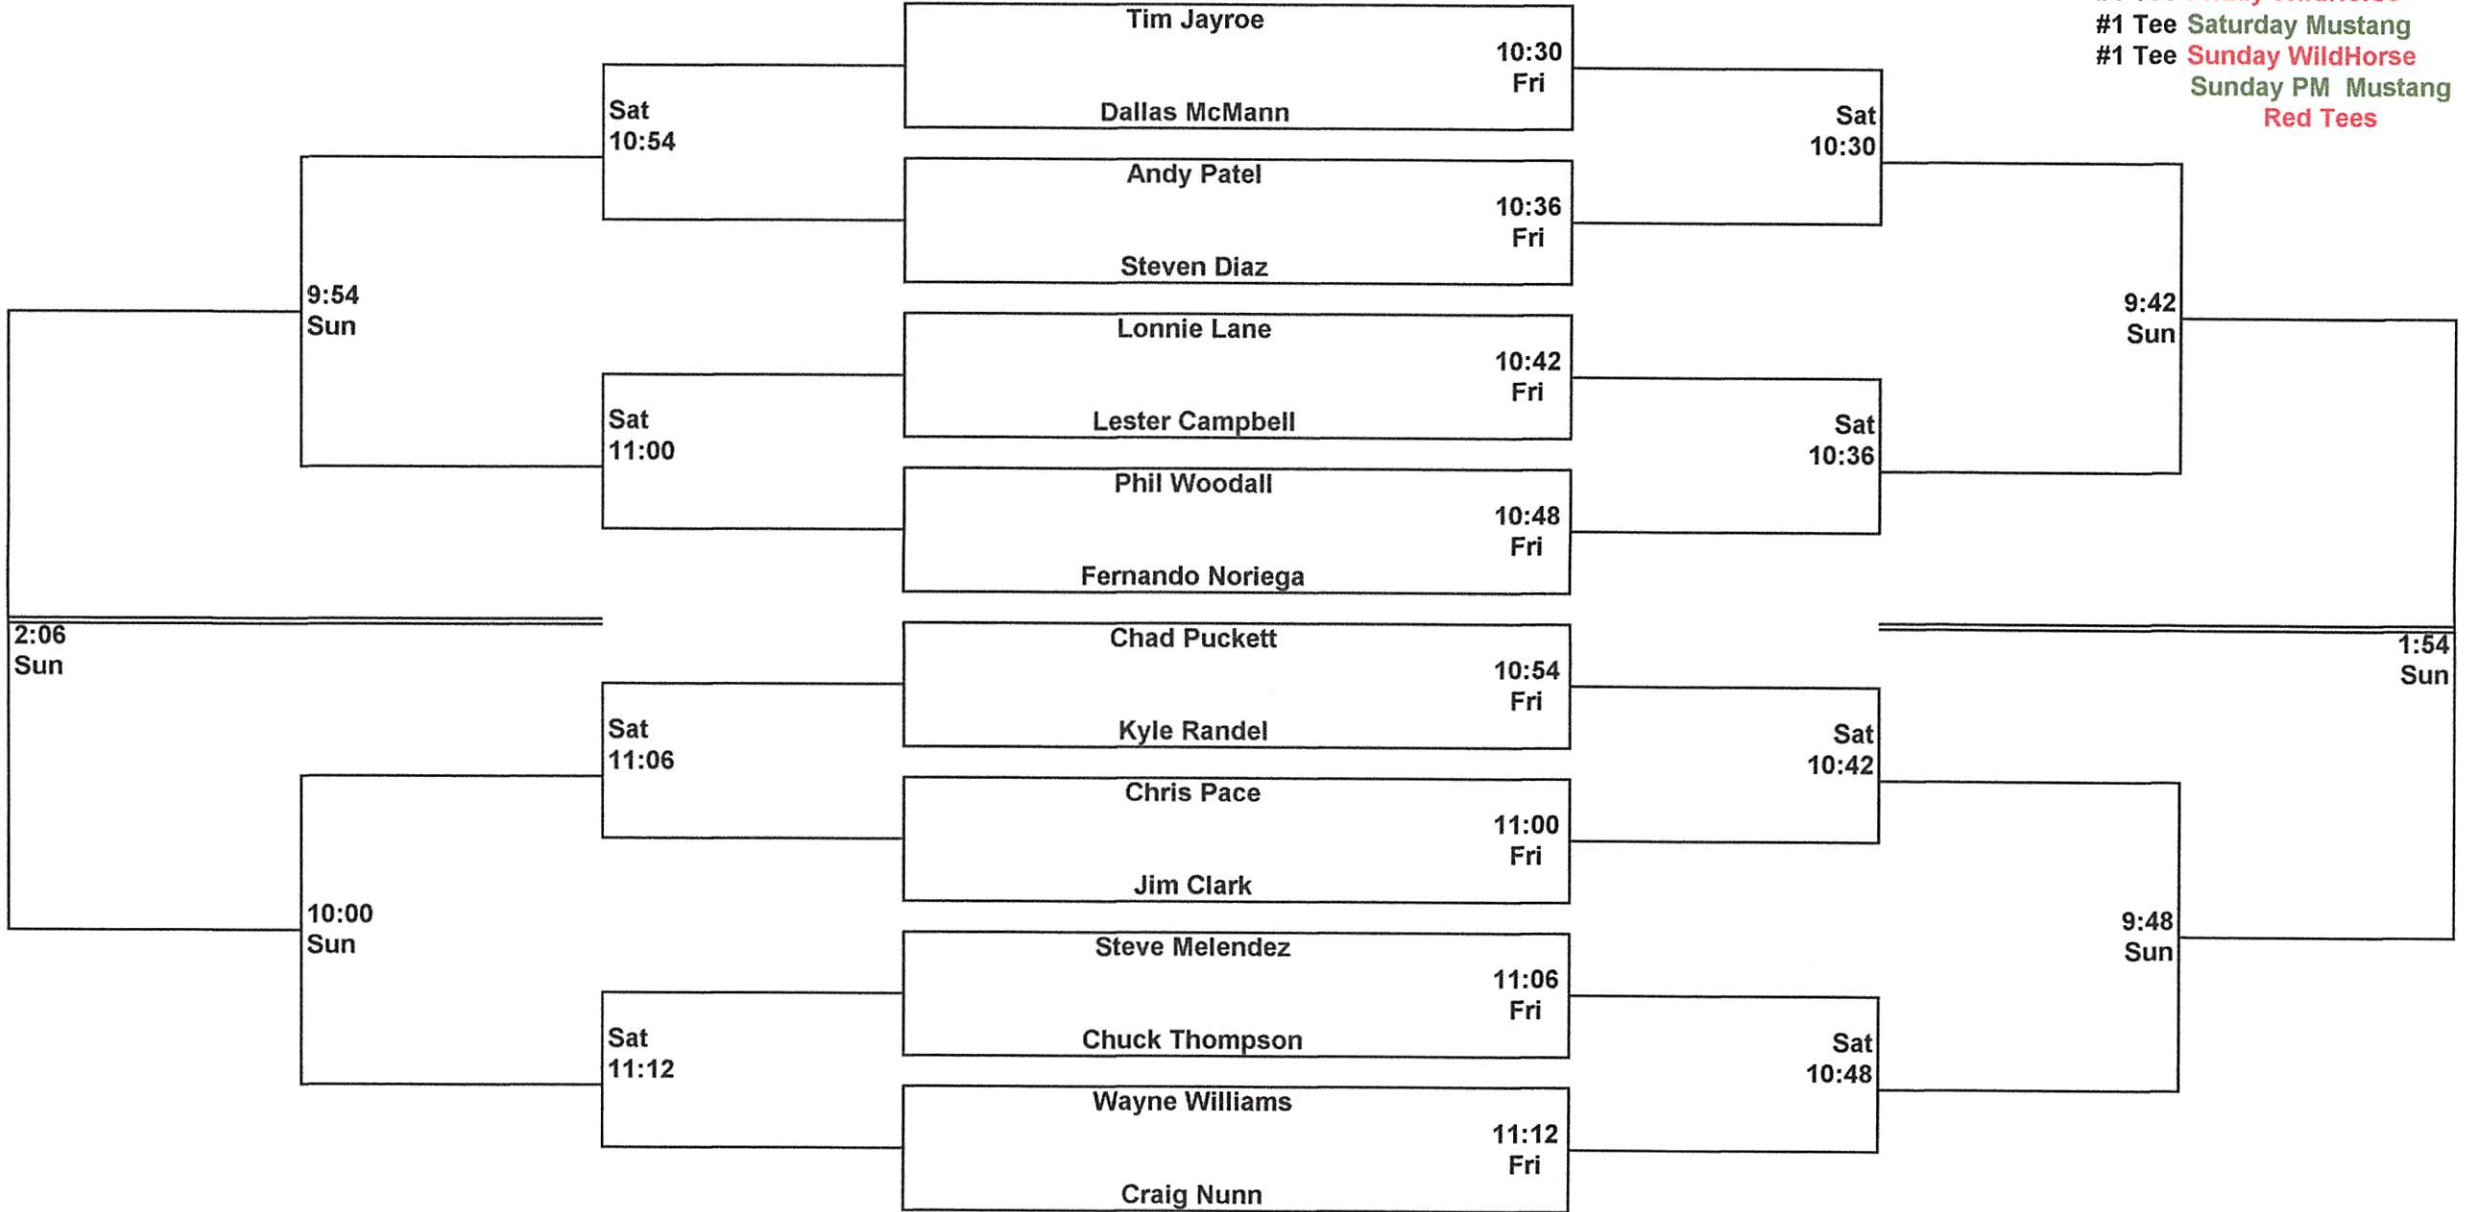 #1 Tee Saturday Mustang
#1 Tee Sunday WildHorse
Sunday PM Mustang
Red Tees
Tim Jayroe
10:30
Fri
Dallas McMann
Andy Patel
10:36
Fri
Steven Diaz
Lonnie Lane
10:42
Fri
Lester Campbell
Phil Woodall
10:48
Fri
Fernando Noriega
Chad Puckett
10:54
Fri
Kyle Randel
Chris Pace
11:00
Fri
Jim Clark
Steve Melendez
11:06
Fri
Chuck Thompson
Wayne Williams
11:12
Fri
Craig Nunn
Sat
10:54
Sat
11:00
Sat
11:06
Sat
11:12
9:54
Sun
10:00
Sun
2:06
Sun
Sat
10:30
Sat
10:36
Sat
10:42
Sat
10:48
9:42
Sun
9:48
Sun
1:54
Sun